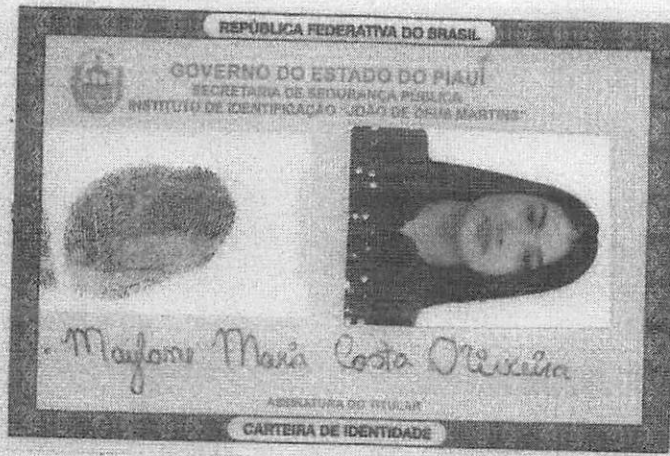 REPÚBLICA FEDERATIVA DO BRASIL
GOVERNO DO ESTADO DO PIAUÍ
SECRETARIA DE SEGURANÇA PÚBLICA
INSTITUTO DE IDENTIFICAÇÃO "JOÃO DE DEUS MARTINS"
Maria Costa Oliveira
ASSINATURA DO TITULAR
CARTEIRA DE IDENTIDADE